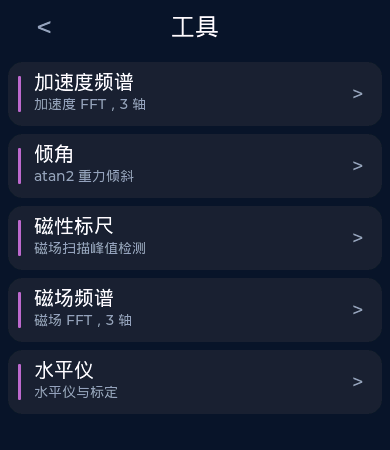 <
工具
加速度频谱
加速度 FFT , 3 轴
>
倾角
atan2 重力倾斜
>
磁性标尺
磁场扫描峰值检测
>
磁场频谱
磁场 FFT , 3 轴
>
水平仪
水平仪与标定
>